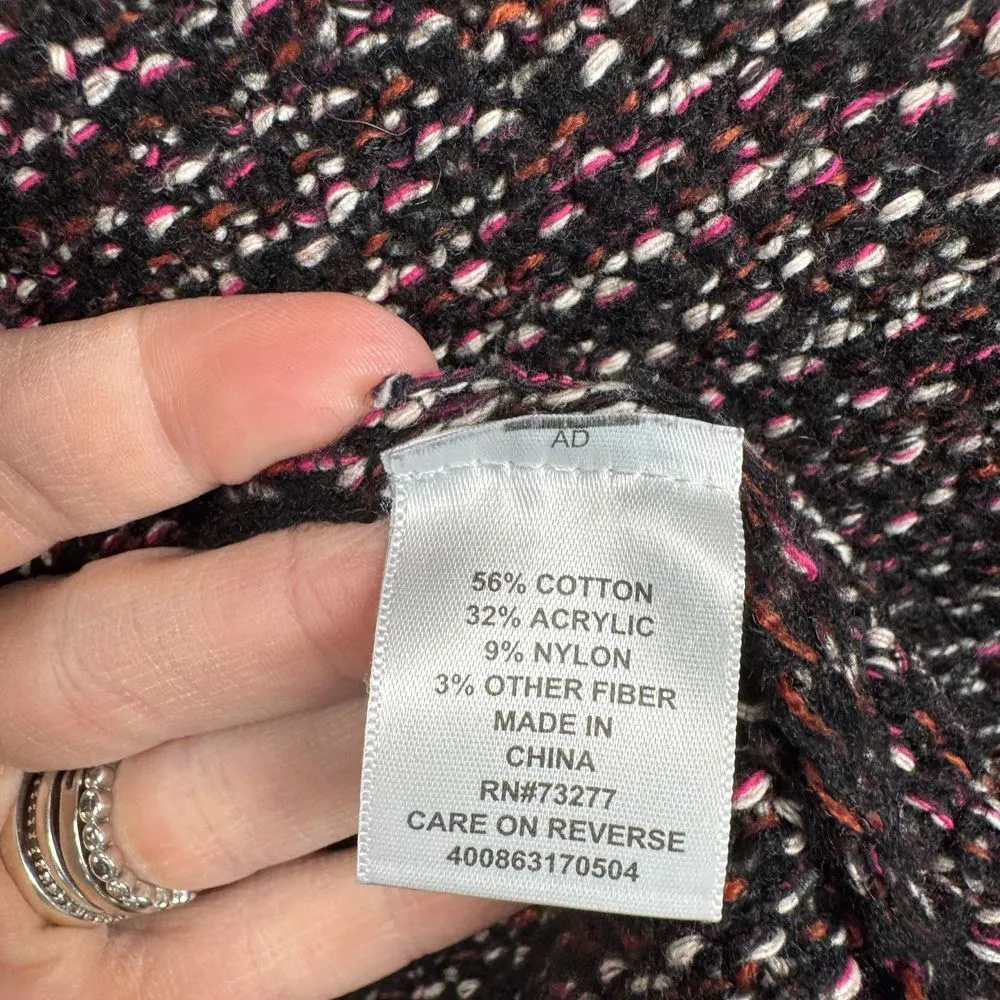 AD
56% COTTON
32% ACRYLIC
9% NYLON
3% OTHER FIBER
MADE IN
CHINA
RN#73277
CARE ON REVERSE
400863170504